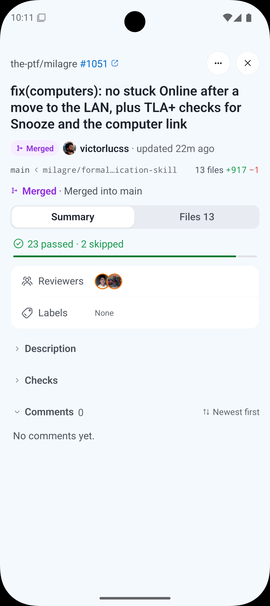 10:11
the-ptf/milagre #1051
fix(computers): no stuck Online after a
move to the LAN, plus TLA+ checks for
Snooze and the computer link
Merged victorlucss · updated 22m ago
main ‹ milagre/formal…ication-skill 13 files +917 −1
Merged · Merged into main
Summary Files 13
23 passed · 2 skipped
Reviewers
Labels None
Description
Checks
Comments 0 Newest first
No comments yet.